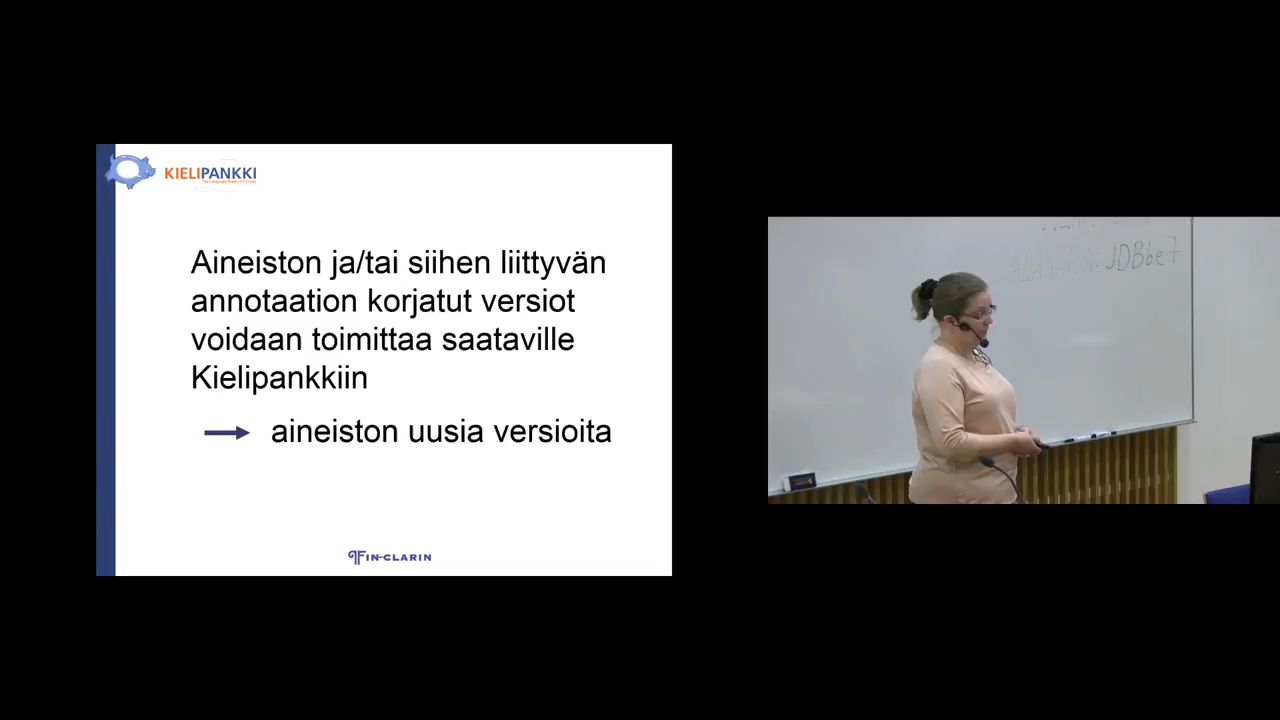 KIELIPANKKI
Aineiston ja/tai siihen liittyvän
annotaation korjatut versiot
voidaan toimittaa saataville
Kielipankkiin
aineiston uusia versioita
FIN-CLARIN
JDBbe7